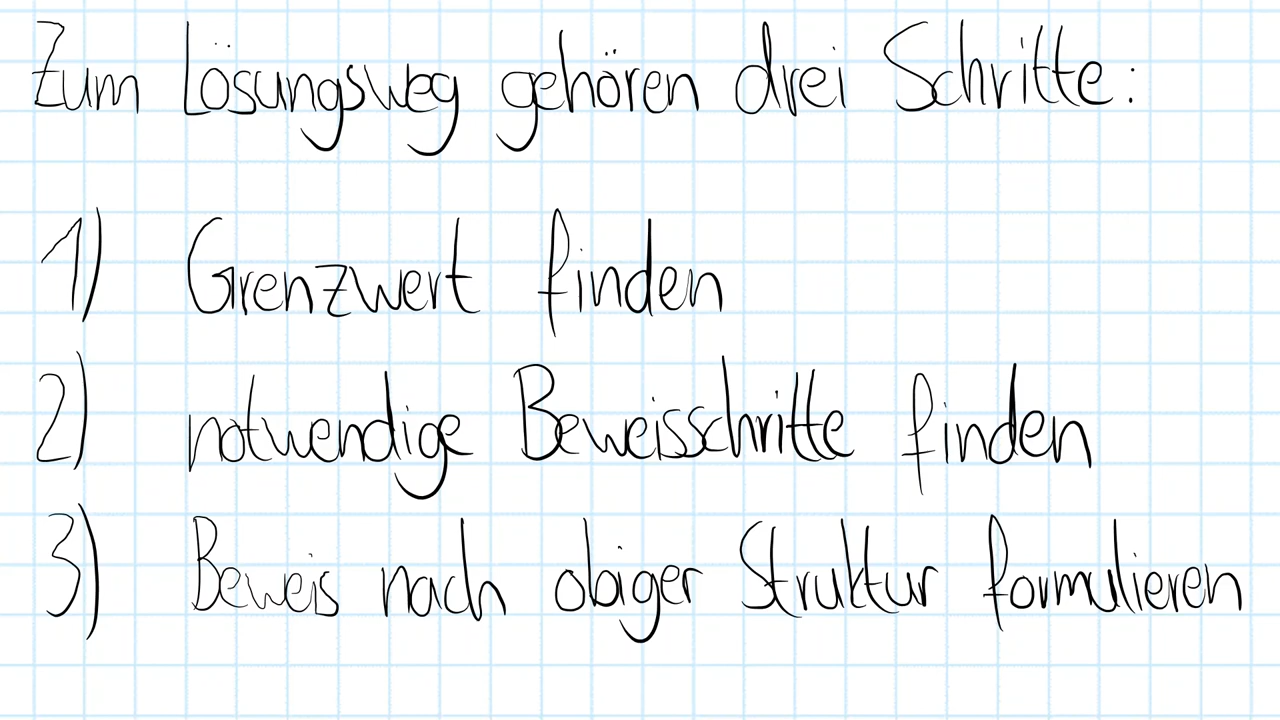 Zum Lösungsweg gehören drei Schritte:
1) Grenzwert finden
2) notwendige Beweisschritte finden
3) Beweis nach obiger Struktur formulieren